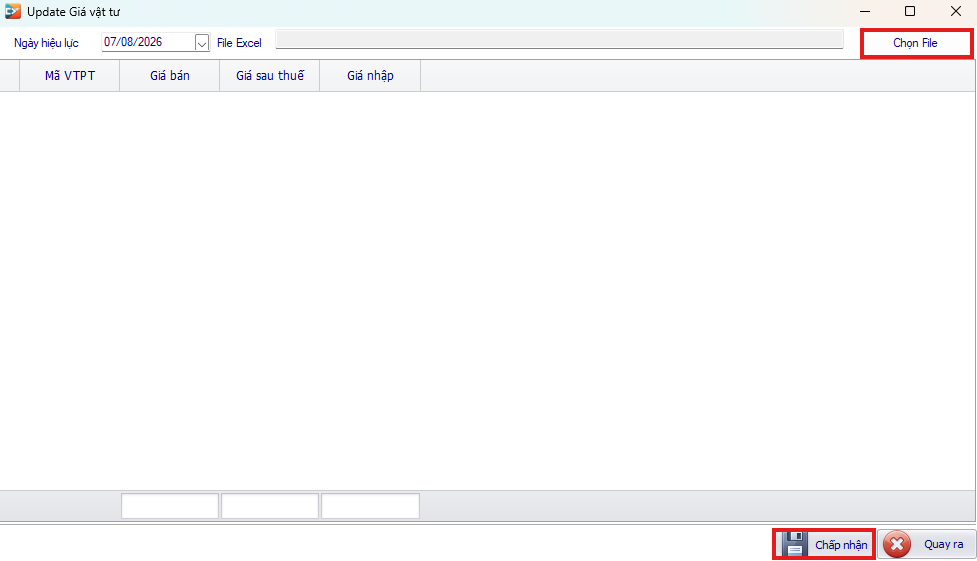 Update Giá vật tư
Ngày hiệu lực 07/08/2026 File Excel Chọn File
Mã VTPT Giá bán Giá sau thuế Giá nhập
Chấp nhận Quay ra